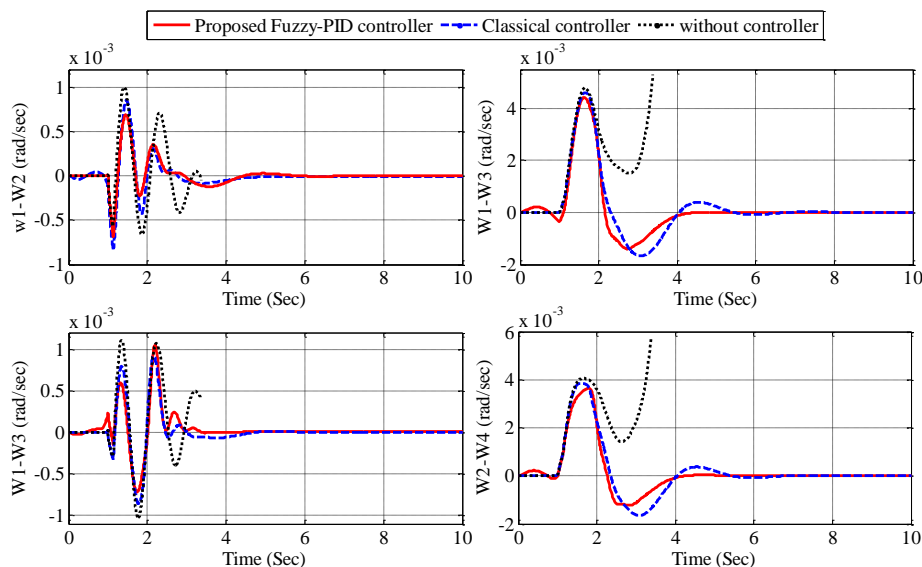 Proposed Fuzzy-PID controller Classical controller without controller
x 10^-3
1
0.5
0
-0.5
-1
w1-W2 (rad/sec)
0 2 4 6 8 10
Time (Sec)
x 10^-3
4
2
0
-2
W1-W3 (rad/sec)
0 2 4 6 8 10
Time (Sec)
x 10^-3
1
0.5
0
-0.5
-1
W1-W3 (rad/sec)
0 2 4 6 8 10
Time (Sec)
x 10^-3
6
4
2
0
-2
W2-W4 (rad/sec)
0 2 4 6 8 10
Time (Sec)